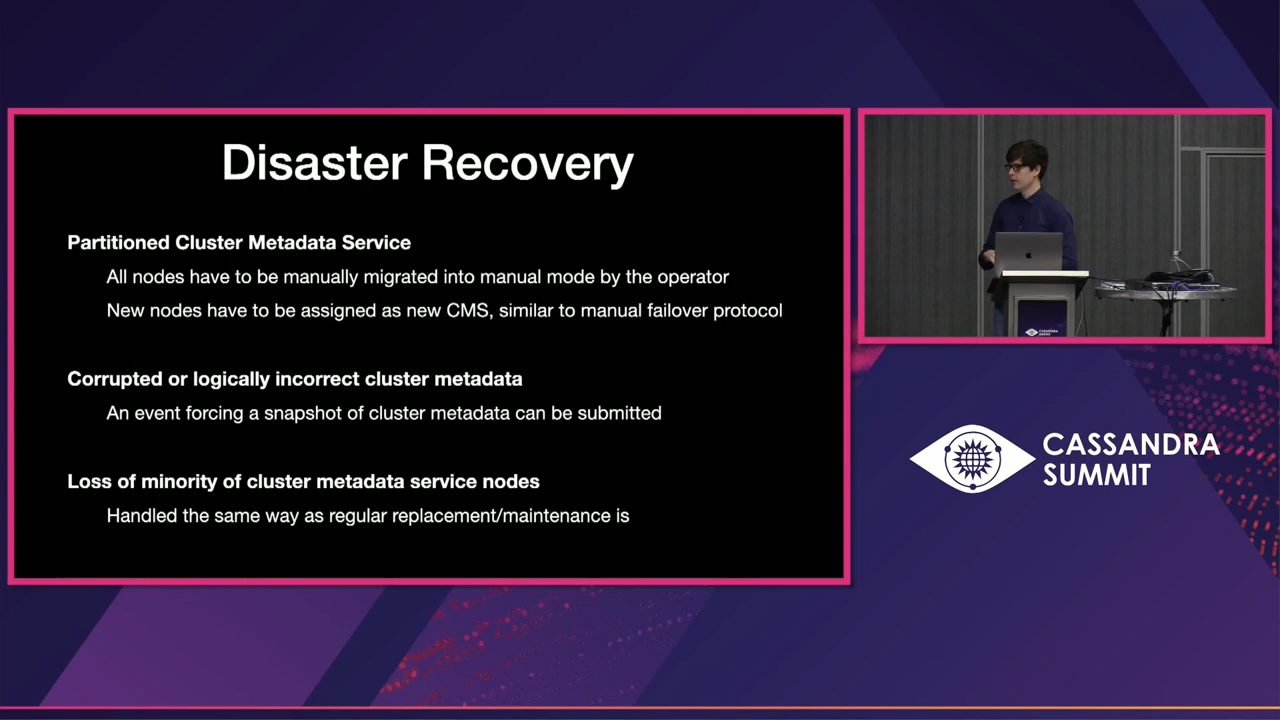 Disaster Recovery
Partitioned Cluster Metadata Service
All nodes have to be manually migrated into manual mode by the operator
New nodes have to be assigned as new CMS, similar to manual failover protocol
Corrupted or logically incorrect cluster metadata
An event forcing a snapshot of cluster metadata can be submitted
Loss of minority of cluster metadata service nodes
Handled the same way as regular replacement/maintenance is
CASSANDRA
SUMMIT
CASSANDRA
SUMMIT